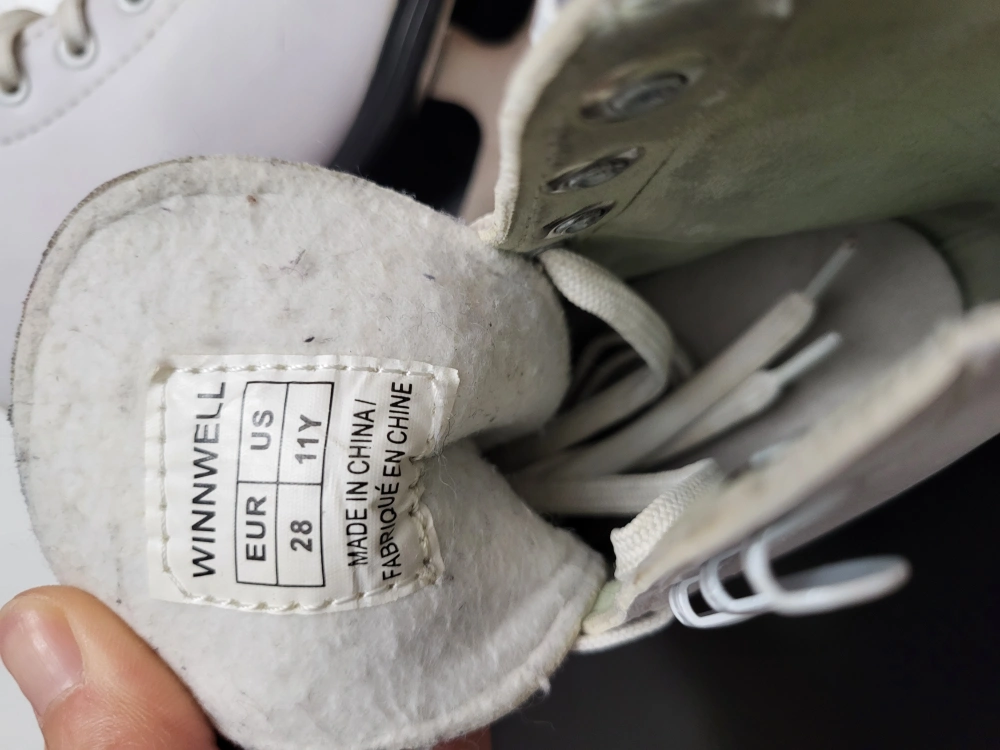 WINNWELL
EUR US
28 11Y
MADE IN CHINA/
FABRIQUÉ EN CHINE